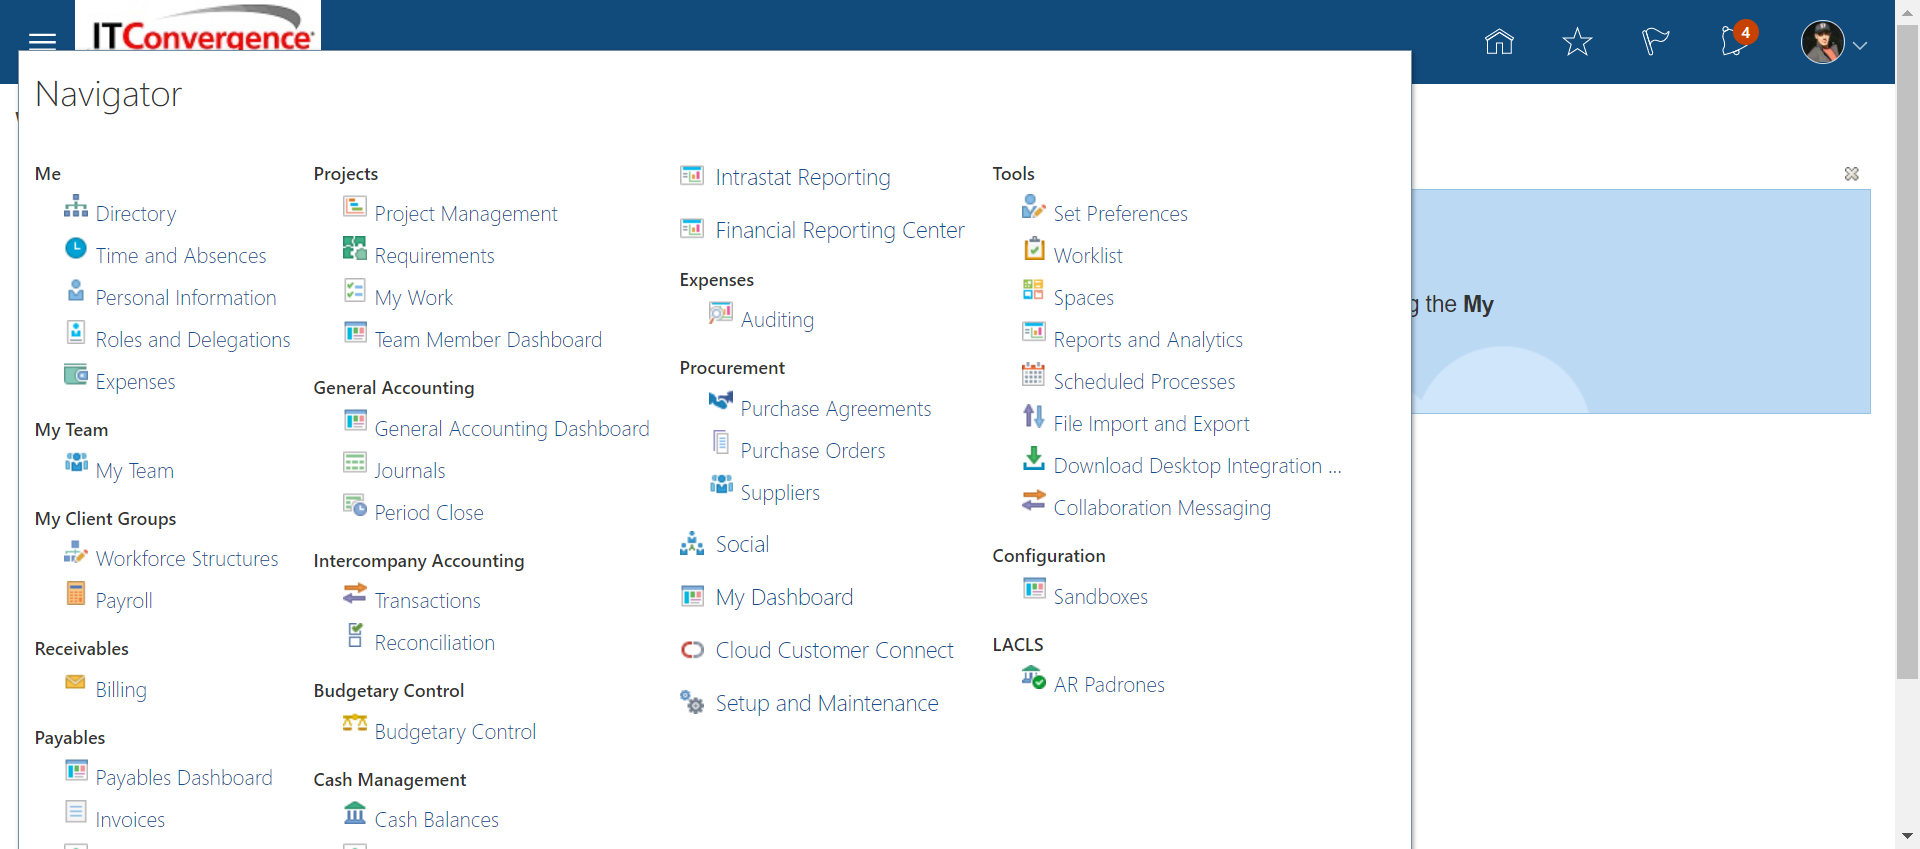 ITConvergence
4
Navigator
Me
Directory
Time and Absences
Personal Information
Roles and Delegations
Expenses
My Team
My Team
My Client Groups
Workforce Structures
Payroll
Receivables
Billing
Payables
Payables Dashboard
Invoices
Projects
Project Management
Requirements
My Work
Team Member Dashboard
General Accounting
General Accounting Dashboard
Journals
Period Close
Intercompany Accounting
Transactions
Reconciliation
Budgetary Control
Budgetary Control
Cash Management
Cash Balances
Intrastat Reporting
Financial Reporting Center
Expenses
Auditing
Procurement
Purchase Agreements
Purchase Orders
Suppliers
Social
My Dashboard
Cloud Customer Connect
Setup and Maintenance
Tools
Set Preferences
Worklist
Spaces
Reports and Analytics
Scheduled Processes
File Import and Export
Download Desktop Integration ...
Collaboration Messaging
Configuration
Sandboxes
LACLS
AR Padrones
g the My